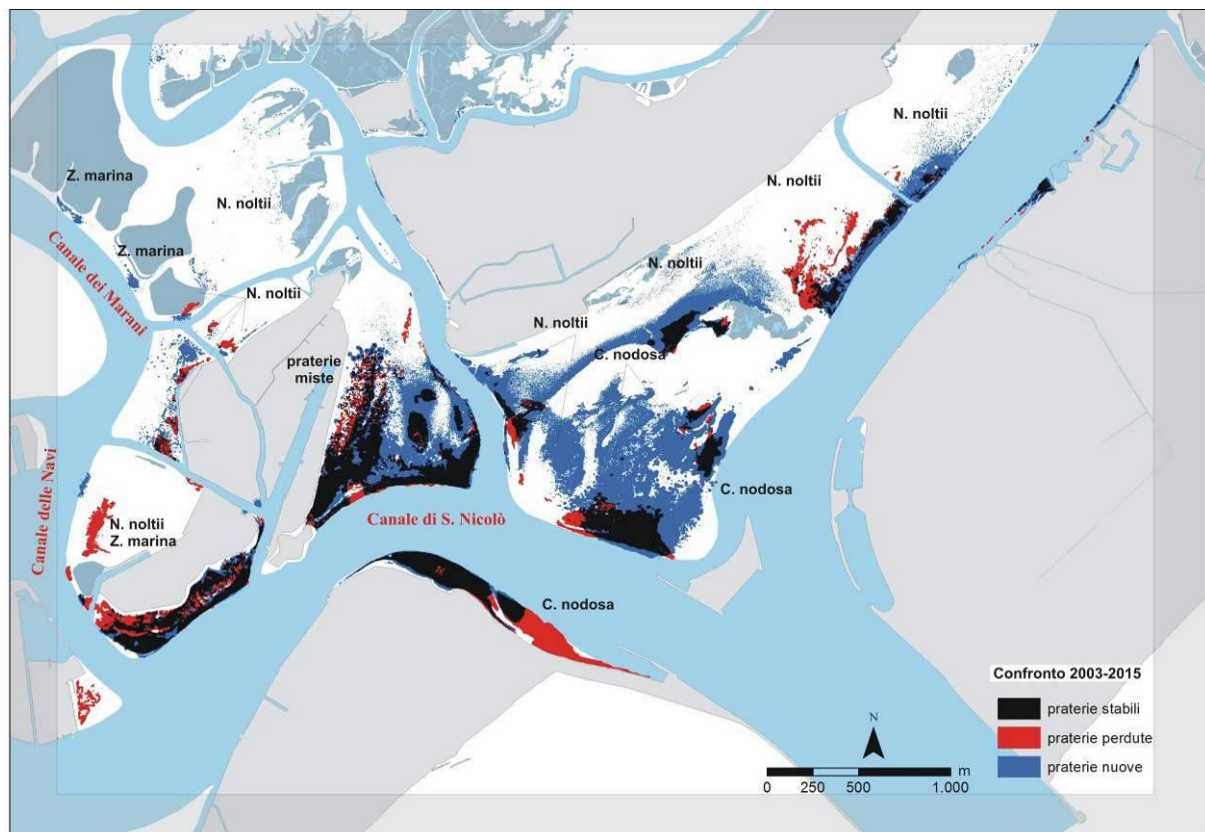 N. noltii
Z. marina
N. noltii
N. noltii
Z. marina
Canale dei Marani
N. noltii
N. noltii
N. noltii
C. nodosa
praterie
miste
C. nodosa
Canale delle Navi
N. noltii
Z. marina
Canale di S. Nicolò
C. nodosa
Confronto 2003-2015
praterie stabili
praterie perdute
praterie nuove
N
m
0 250 500 1.000